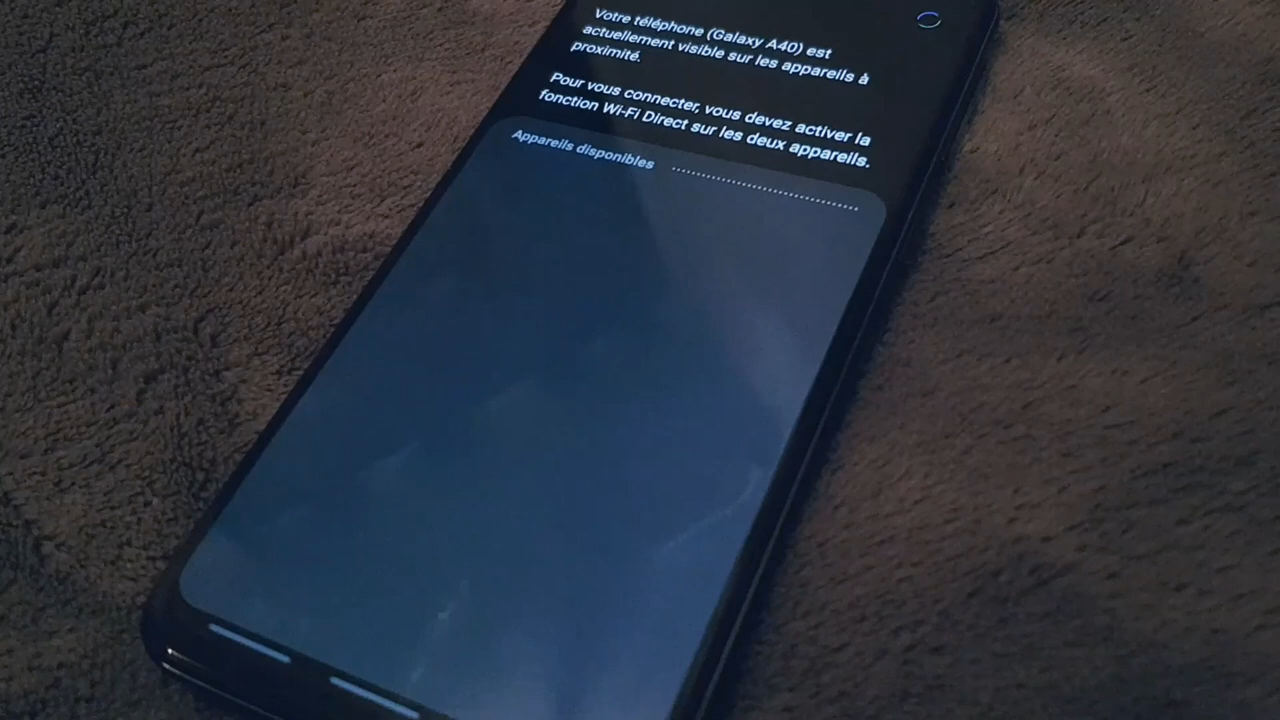 Votre téléphone (Galaxy A40) est
actuellement visible sur les appareils à
proximité.
Pour vous connecter, vous devez activer la
fonction Wi-Fi Direct sur les deux appareils.
Appareils disponibles